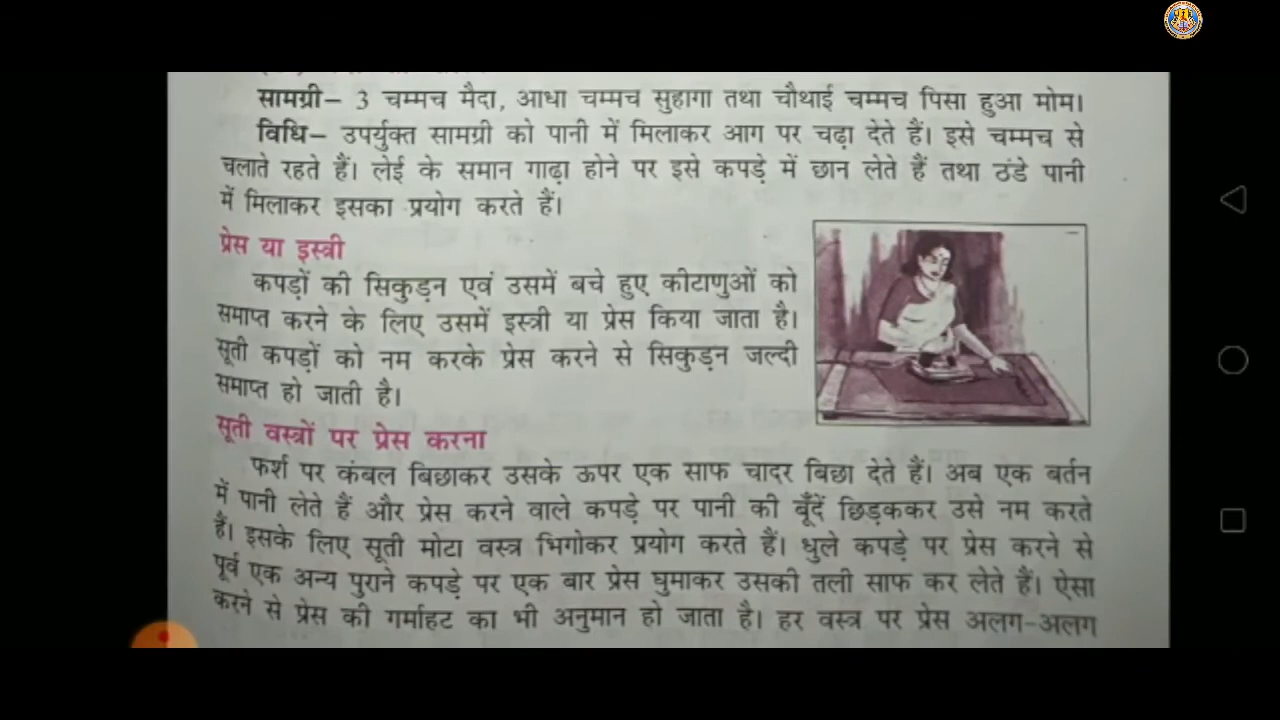 सामग्री– 3 चम्मच मैदा, आधा चम्मच सुहागा तथा चौथाई चम्मच पिसा हुआ मोम।
विधि– उपर्युक्त सामग्री को पानी में मिलाकर आग पर चढ़ा देते हैं। इसे चम्मच से
चलाते रहते हैं। लेई के समान गाढ़ा होने पर इसे कपड़े में छान लेते हैं तथा ठंडे पानी
में मिलाकर इसका प्रयोग करते हैं।
प्रेस या इस्त्री
कपड़ों की सिकुड़न एवं उसमें बचे हुए कीटाणुओं को
समाप्त करने के लिए उसमें इस्त्री या प्रेस किया जाता है।
सूती कपड़ों को नम करके प्रेस करने से सिकुड़न जल्दी
समाप्त हो जाती है।
सूती वस्त्रों पर प्रेस करना
फर्श पर कंबल बिछाकर उसके ऊपर एक साफ चादर बिछा देते हैं। अब एक बर्तन
में पानी लेते हैं और प्रेस करने वाले कपड़े पर पानी की बूँदें छिड़ककर उसे नम करते
हैं। इसके लिए सूती मोटा वस्त्र भिगोकर प्रयोग करते हैं। धुले कपड़े पर प्रेस करने से
पूर्व एक अन्य पुराने कपड़े पर एक बार प्रेस घुमाकर उसकी तली साफ कर लेते हैं। ऐसा
करने से प्रेस की गर्माहट का भी अनुमान हो जाता है। हर वस्त्र पर प्रेस अलग-अलग